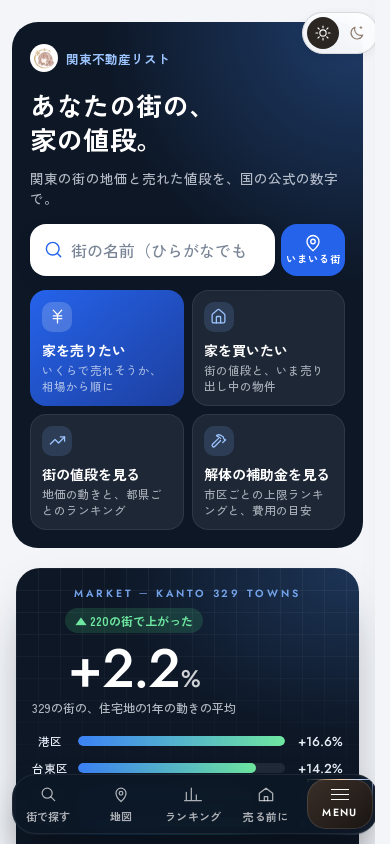 関東不動産リスト
あなたの街の、
家の値段。
関東の街の地価と売れた値段を、国の公式の数字
で。
街の名前（ひらがなでも
いまいる街
家を売りたい
いくらで売れそうか、
相場から順に
家を買いたい
街の値段と、いま売り
出し中の物件
街の値段を見る
地価の動きと、都県ご
とのランキング
解体の補助金を見る
市区ごとの上限ランキ
ングと、費用の目安
MARKET — KANTO 329 TOWNS
▲ 220の街で上がった
+2.2%
329の街、住宅地の1年の動きの平均
港区 +16.6%
台東区 +14.2%
街で探す
地図
ランキング
売る前に
MENU